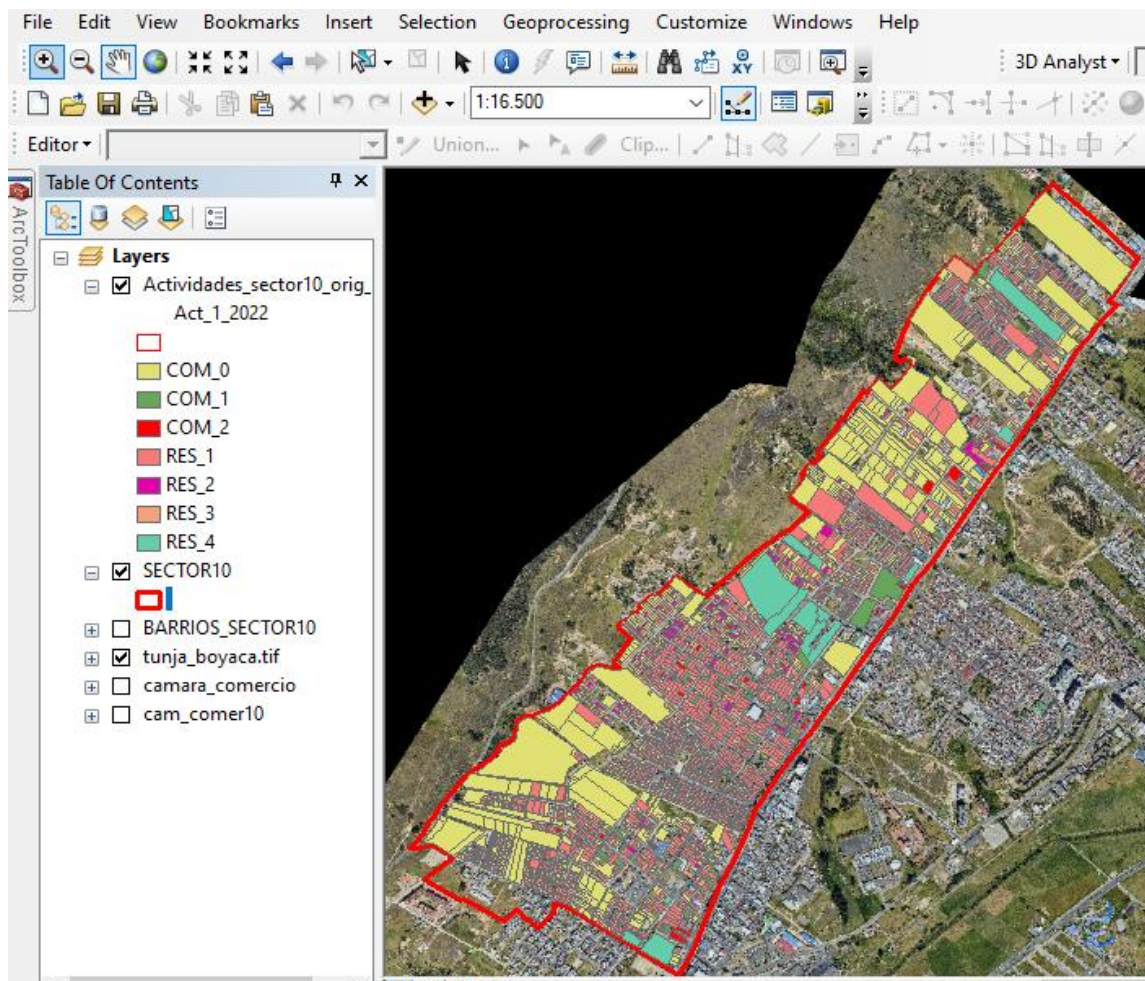 File Edit View Bookmarks Insert Selection Geoprocessing Customize Windows Help
3D Analyst
1:16.500
Editor Union... Clip...
ArcToolbox
Table Of Contents
Layers
Actividades_sector10_orig_
Act_1_2022
COM_0
COM_1
COM_2
RES_1
RES_2
RES_3
RES_4
SECTOR10
BARRIOS_SECTOR10
tunja_boyaca.tif
camara_comercio
cam_comer10